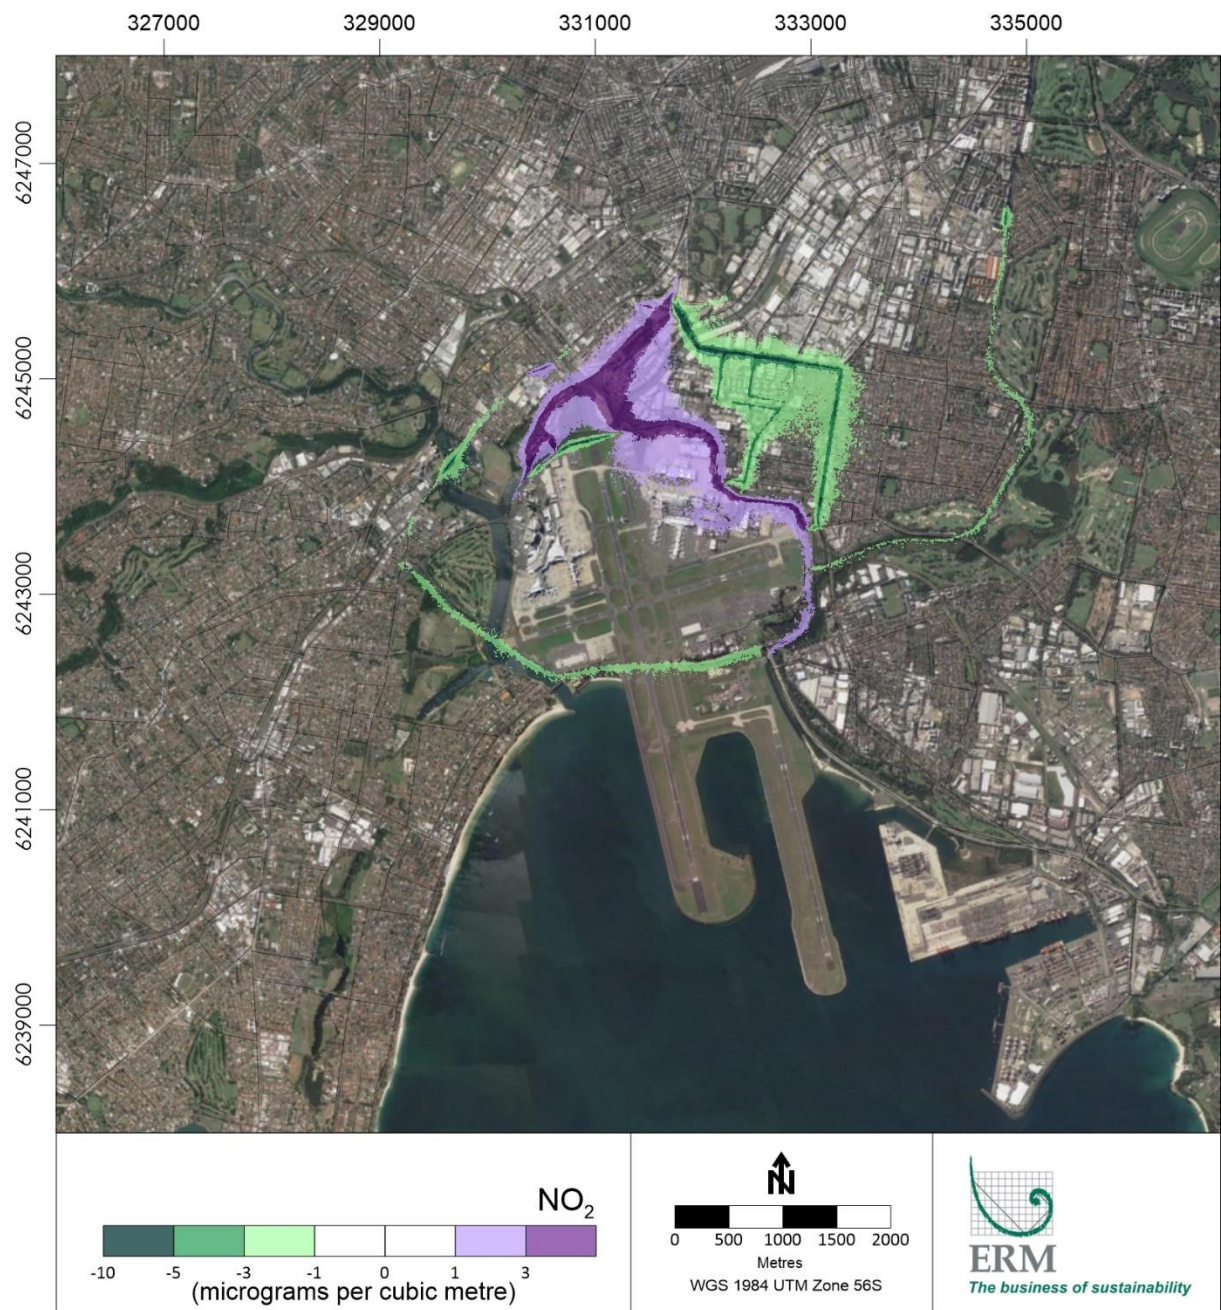 327000 329000 331000 333000 335000
6247000
6245000
6243000
6241000
6239000
NO2
-10 -5 -3 -1 0 1 3
(micrograms per cubic metre)
N
0 500 1000 1500 2000
Metres
WGS 1984 UTM Zone 56S
ERM
The business of sustainability